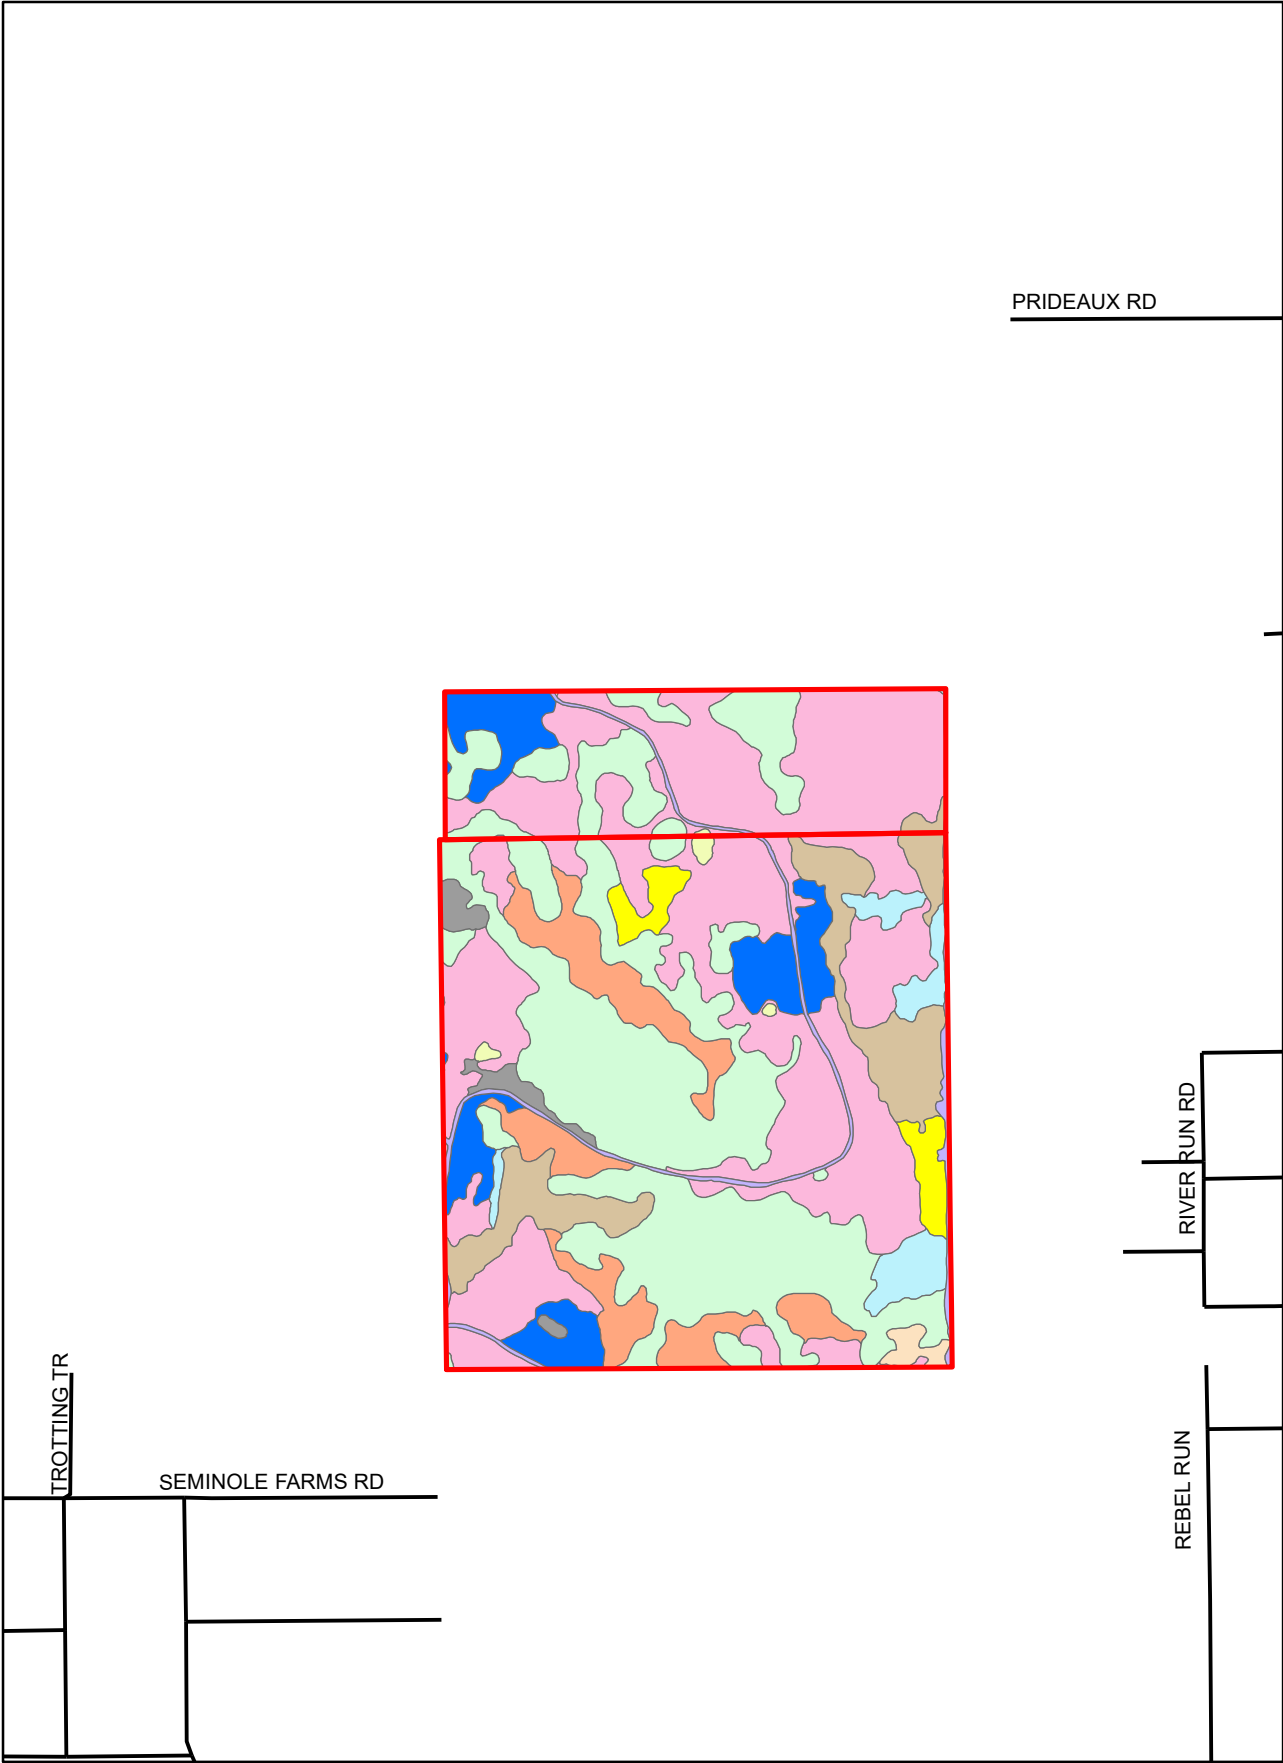 PRIDEAUX RD
RIVER RUN RD
TROTTING TR
SEMINOLE FARMS RD
REBEL RUN